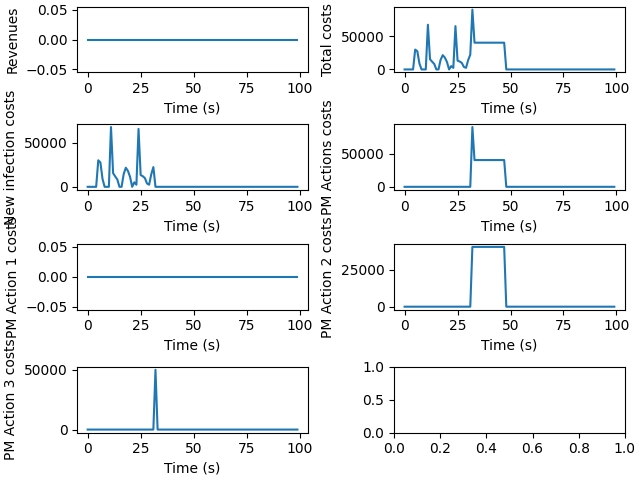 Revenues
0.05
0.00
−0.05
0 25 50 75 100
Time (s)
Total costs
50000
0
0 25 50 75 100
Time (s)
New infection costs
50000
0
0 25 50 75 100
Time (s)
PM Actions costs
50000
0
0 25 50 75 100
Time (s)
PM Action 1 costs
0.05
0.00
−0.05
0 25 50 75 100
Time (s)
PM Action 2 costs
25000
0
0 25 50 75 100
Time (s)
PM Action 3 costs
50000
0
0 25 50 75 100
Time (s)
1.0
0.5
0.0
0.0 0.2 0.4 0.6 0.8 1.0